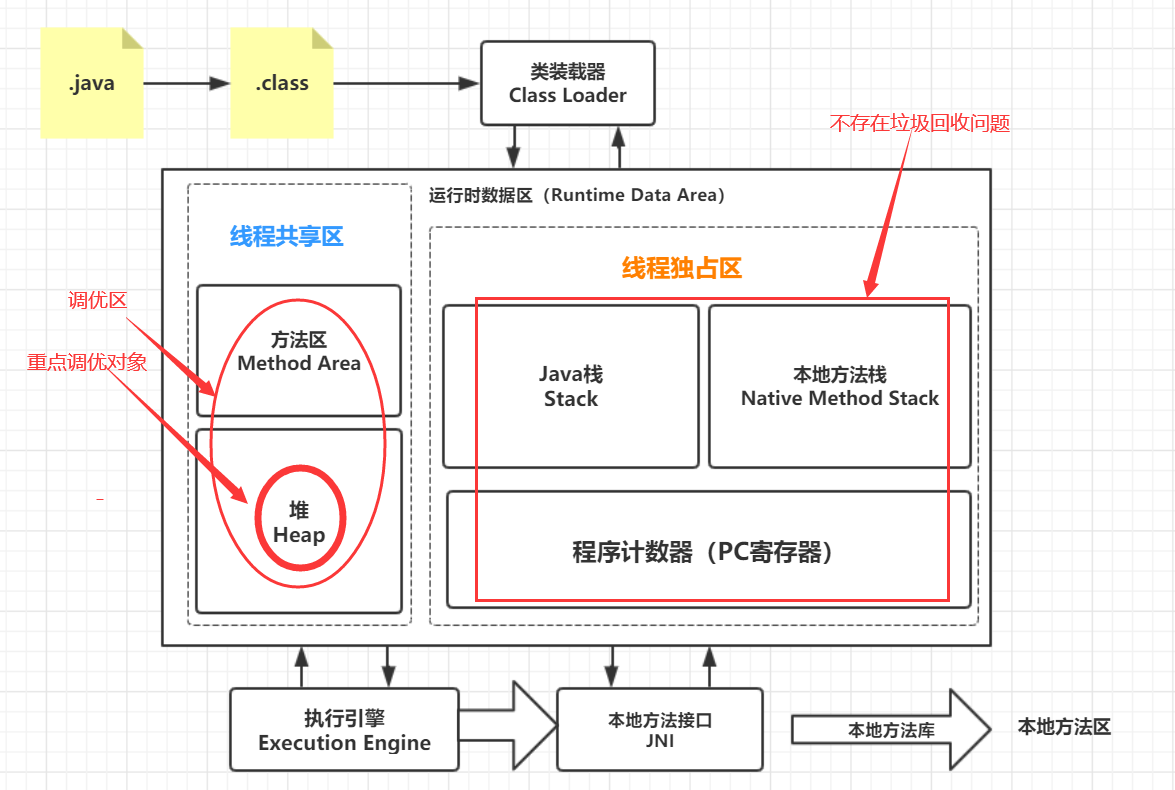 .java
.class
类装载器
Class Loader
不存在垃圾回收问题
运行时数据区（Runtime Data Area）
线程共享区
线程独占区
调优区
重点调优对象
方法区
Method Area
Java栈
Stack
本地方法栈
Native Method Stack
堆
Heap
程序计数器（PC寄存器）
执行引擎
Execution Engine
本地方法接口
JNI
本地方法库
本地方法区